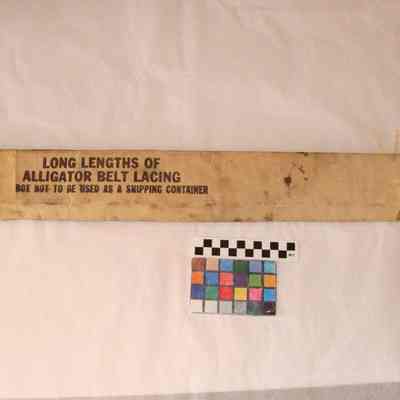 LONG LENGTHS OF
ALLIGATOR BELT LACING
BOX NOT TO BE USED AS A SHIPPING CONTAINER